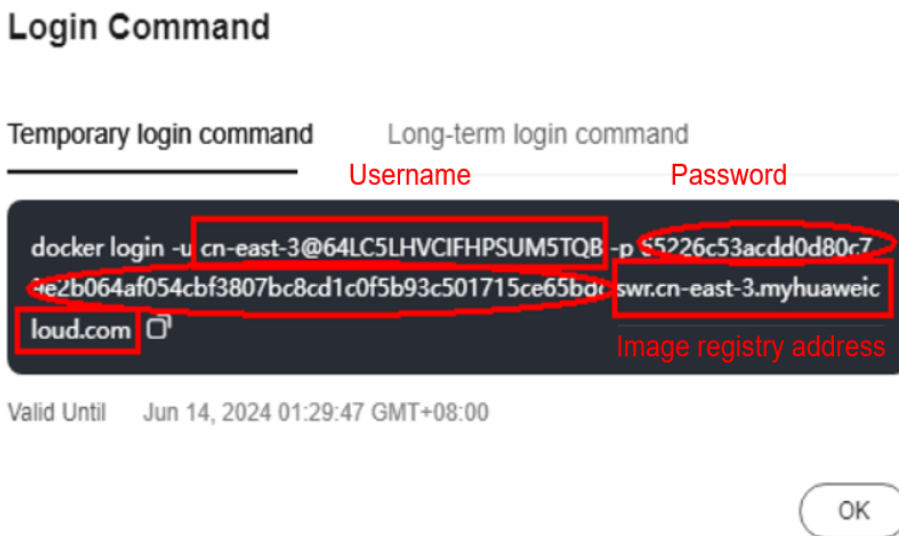 Login Command
Temporary login command Long-term login command
Username Password
docker login -u cn-east-3@64LC5LHVCIFHPSUM5TQB -p
swr.cn-east-3.myhuaweic
loud.com
Image registry address
Valid Until Jun 14, 2024 01:29:47 GMT+08:00
OK